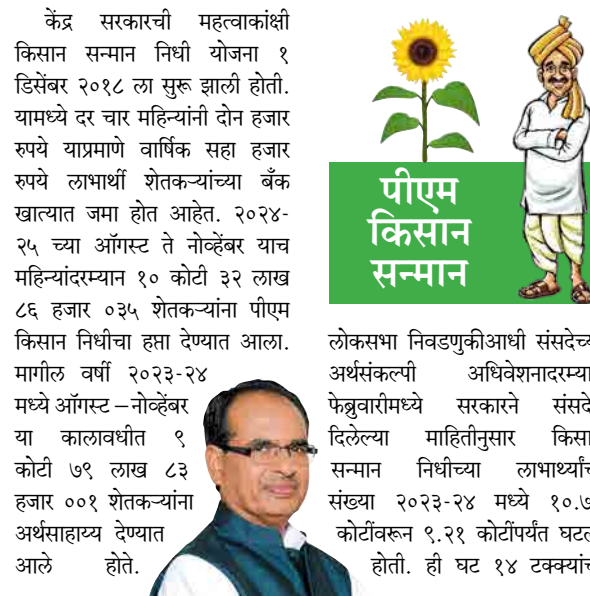 केंद्र सरकारची महत्वाकांक्षी
किसान सन्मान निधी योजना १
डिसेंबर २०१८ ला सुरू झाली होती.
यामध्ये दर चार महिन्यांनी दोन हजार
रुपये याप्रमाणे वार्षिक सहा हजार
रुपये लाभार्थी शेतकऱ्यांच्या बँक
खात्यात जमा होत आहेत. २०२४-
२५ च्या ऑगस्ट ते नोव्हेंबर याच
महिन्यांदरम्यान १० कोटी ३२ लाख
८६ हजार ०३५ शेतकऱ्यांना पीएम
किसान निधीचा हप्ता देण्यात आला.
मागील वर्षी २०२३-२४
मध्ये ऑगस्ट – नोव्हेंबर
या कालावधीत ९
कोटी ७९ लाख ८३
हजार ००१ शेतकऱ्यांना
अर्थसाहाय्य देण्यात
आले होते.
पीएम
किसान
सन्मान
लोकसभा निवडणुकीआधी संसदेच्य
अर्थसंकल्पी अधिवेशनादरम्या
फेब्रुवारीमध्ये सरकारने संसदे
दिलेल्या माहितीनुसार किसा
सन्मान निधीच्या लाभार्थ्यांच
संख्या २०२३-२४ मध्ये १०.७
कोटींवरून ९.२१ कोटींपर्यंत घटल
होती. ही घट १४ टक्क्यांच